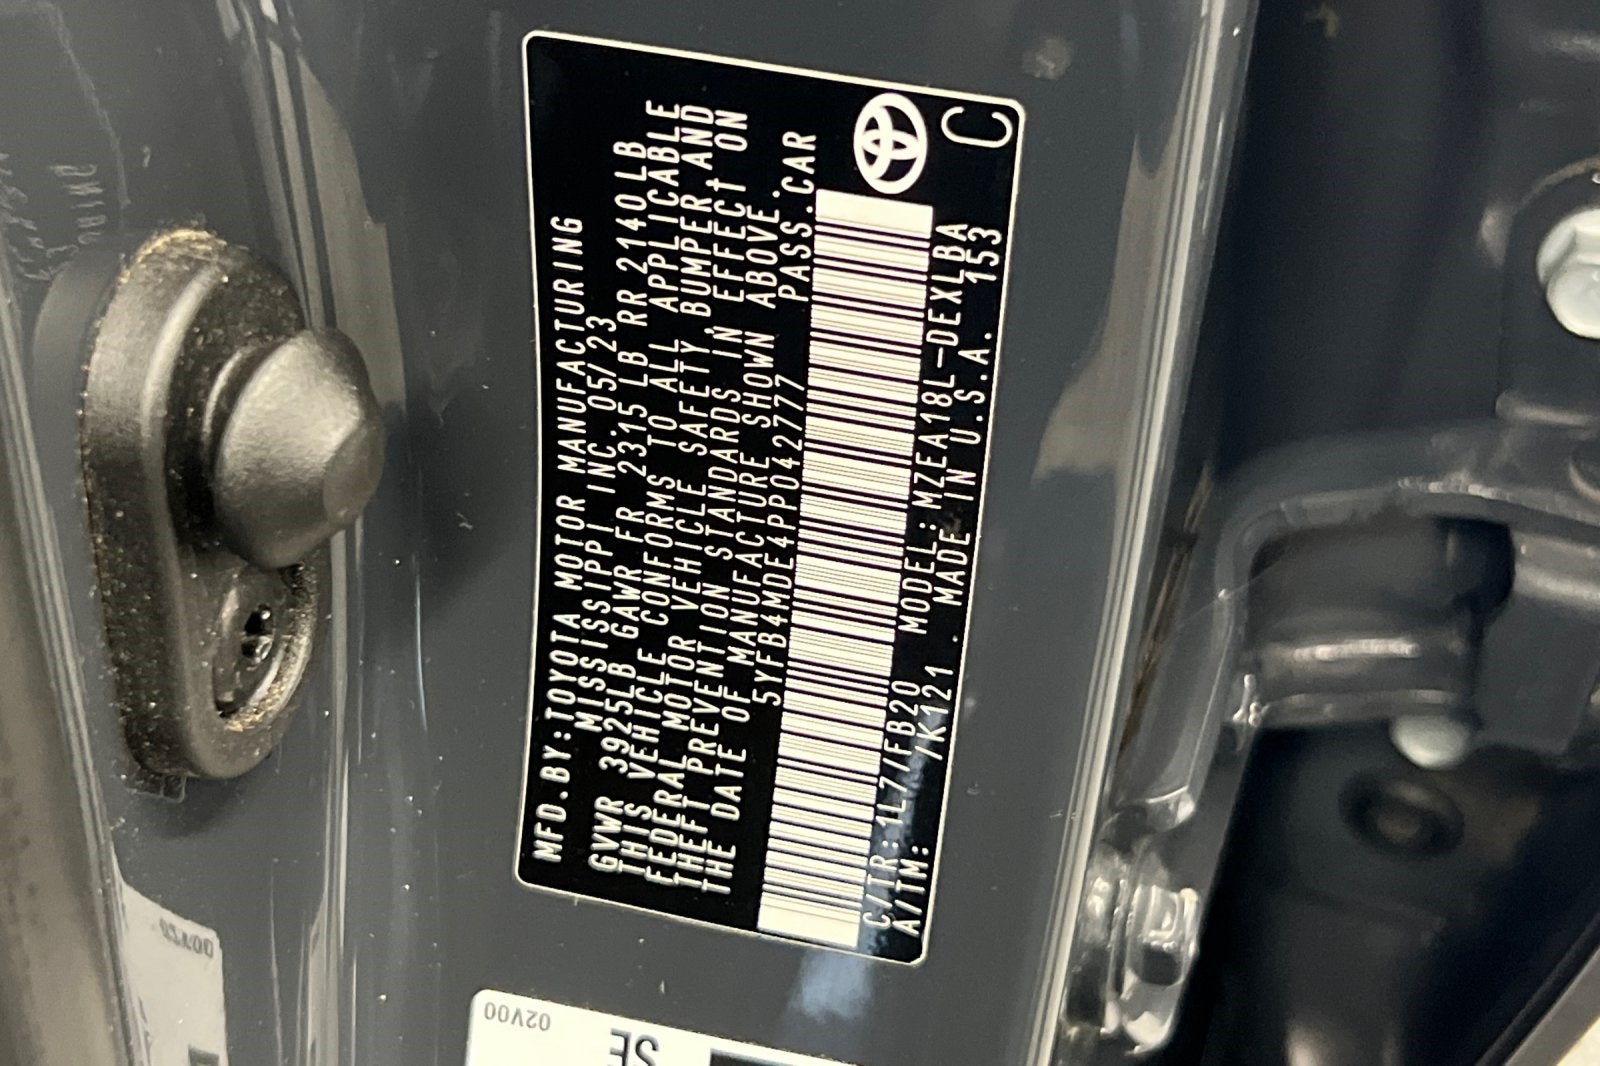 MFD.BY:TOYOTA MOTOR MANUFACTURING
MISSISSIPPI INC. 05/23
GVWR 3925LB GAWR FR 2315 LB RR 2140LB
THIS VEHICLE CONFORMS TO ALL APPLICABLE
FEDERAL MOTOR VEHICLE SAFETY, BUMPER, AND
THEFT PREVENTION STANDARDS IN EFFECT ON
THE DATE OF MANUFACTURE SHOWN ABOVE.
5YFB4MDE4PP042777 PASS.CAR
C/TR:1L7/FB20 MODEL:MZEA18L-DEXLBA
A/TM: -/K121 . MADE IN U.S.A. 153
C
02V00
SE